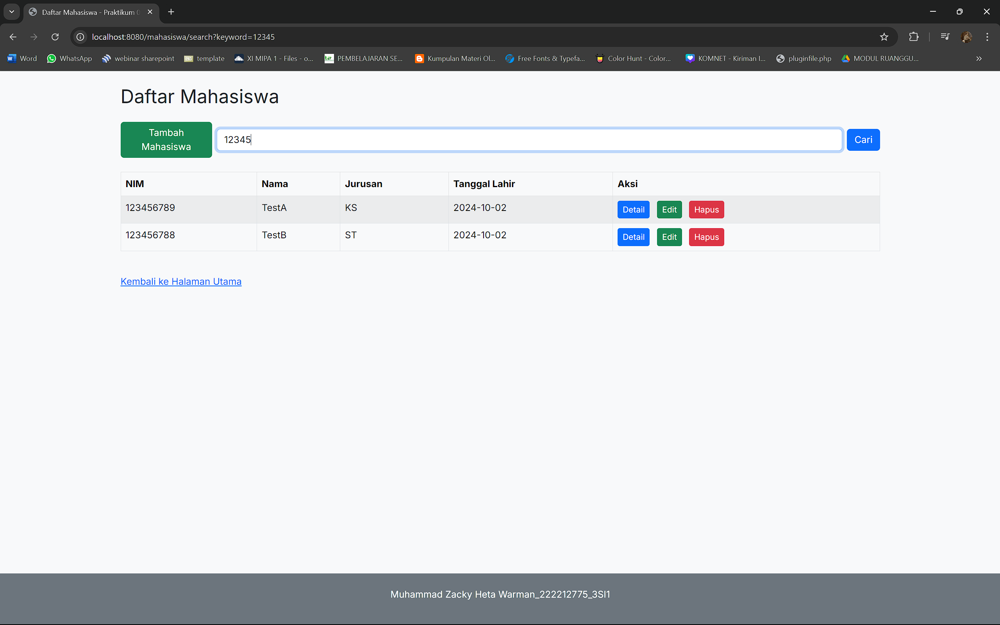 Daftar Mahasiswa - Praktikum 0
localhost:8080/mahasiswa/search?keyword=12345
Word WhatsApp webinar sharepoint template XI MIPA 1 - Files - o... PEMBELAJARAN SE... Kumpulan Materi Ol... Free Fonts & Typefa... Color Hunt - Color... KOMNET - Kiriman I... pluginfile.php MODUL RUANGGU...
Daftar Mahasiswa
Tambah
Mahasiswa
12345
Cari
NIM Nama Jurusan Tanggal Lahir Aksi
123456789 TestA KS 2024-10-02 Detail Edit Hapus
123456788 TestB ST 2024-10-02 Detail Edit Hapus
Kembali ke Halaman Utama
Muhammad Zacky Heta Warman_222212775_3SI1